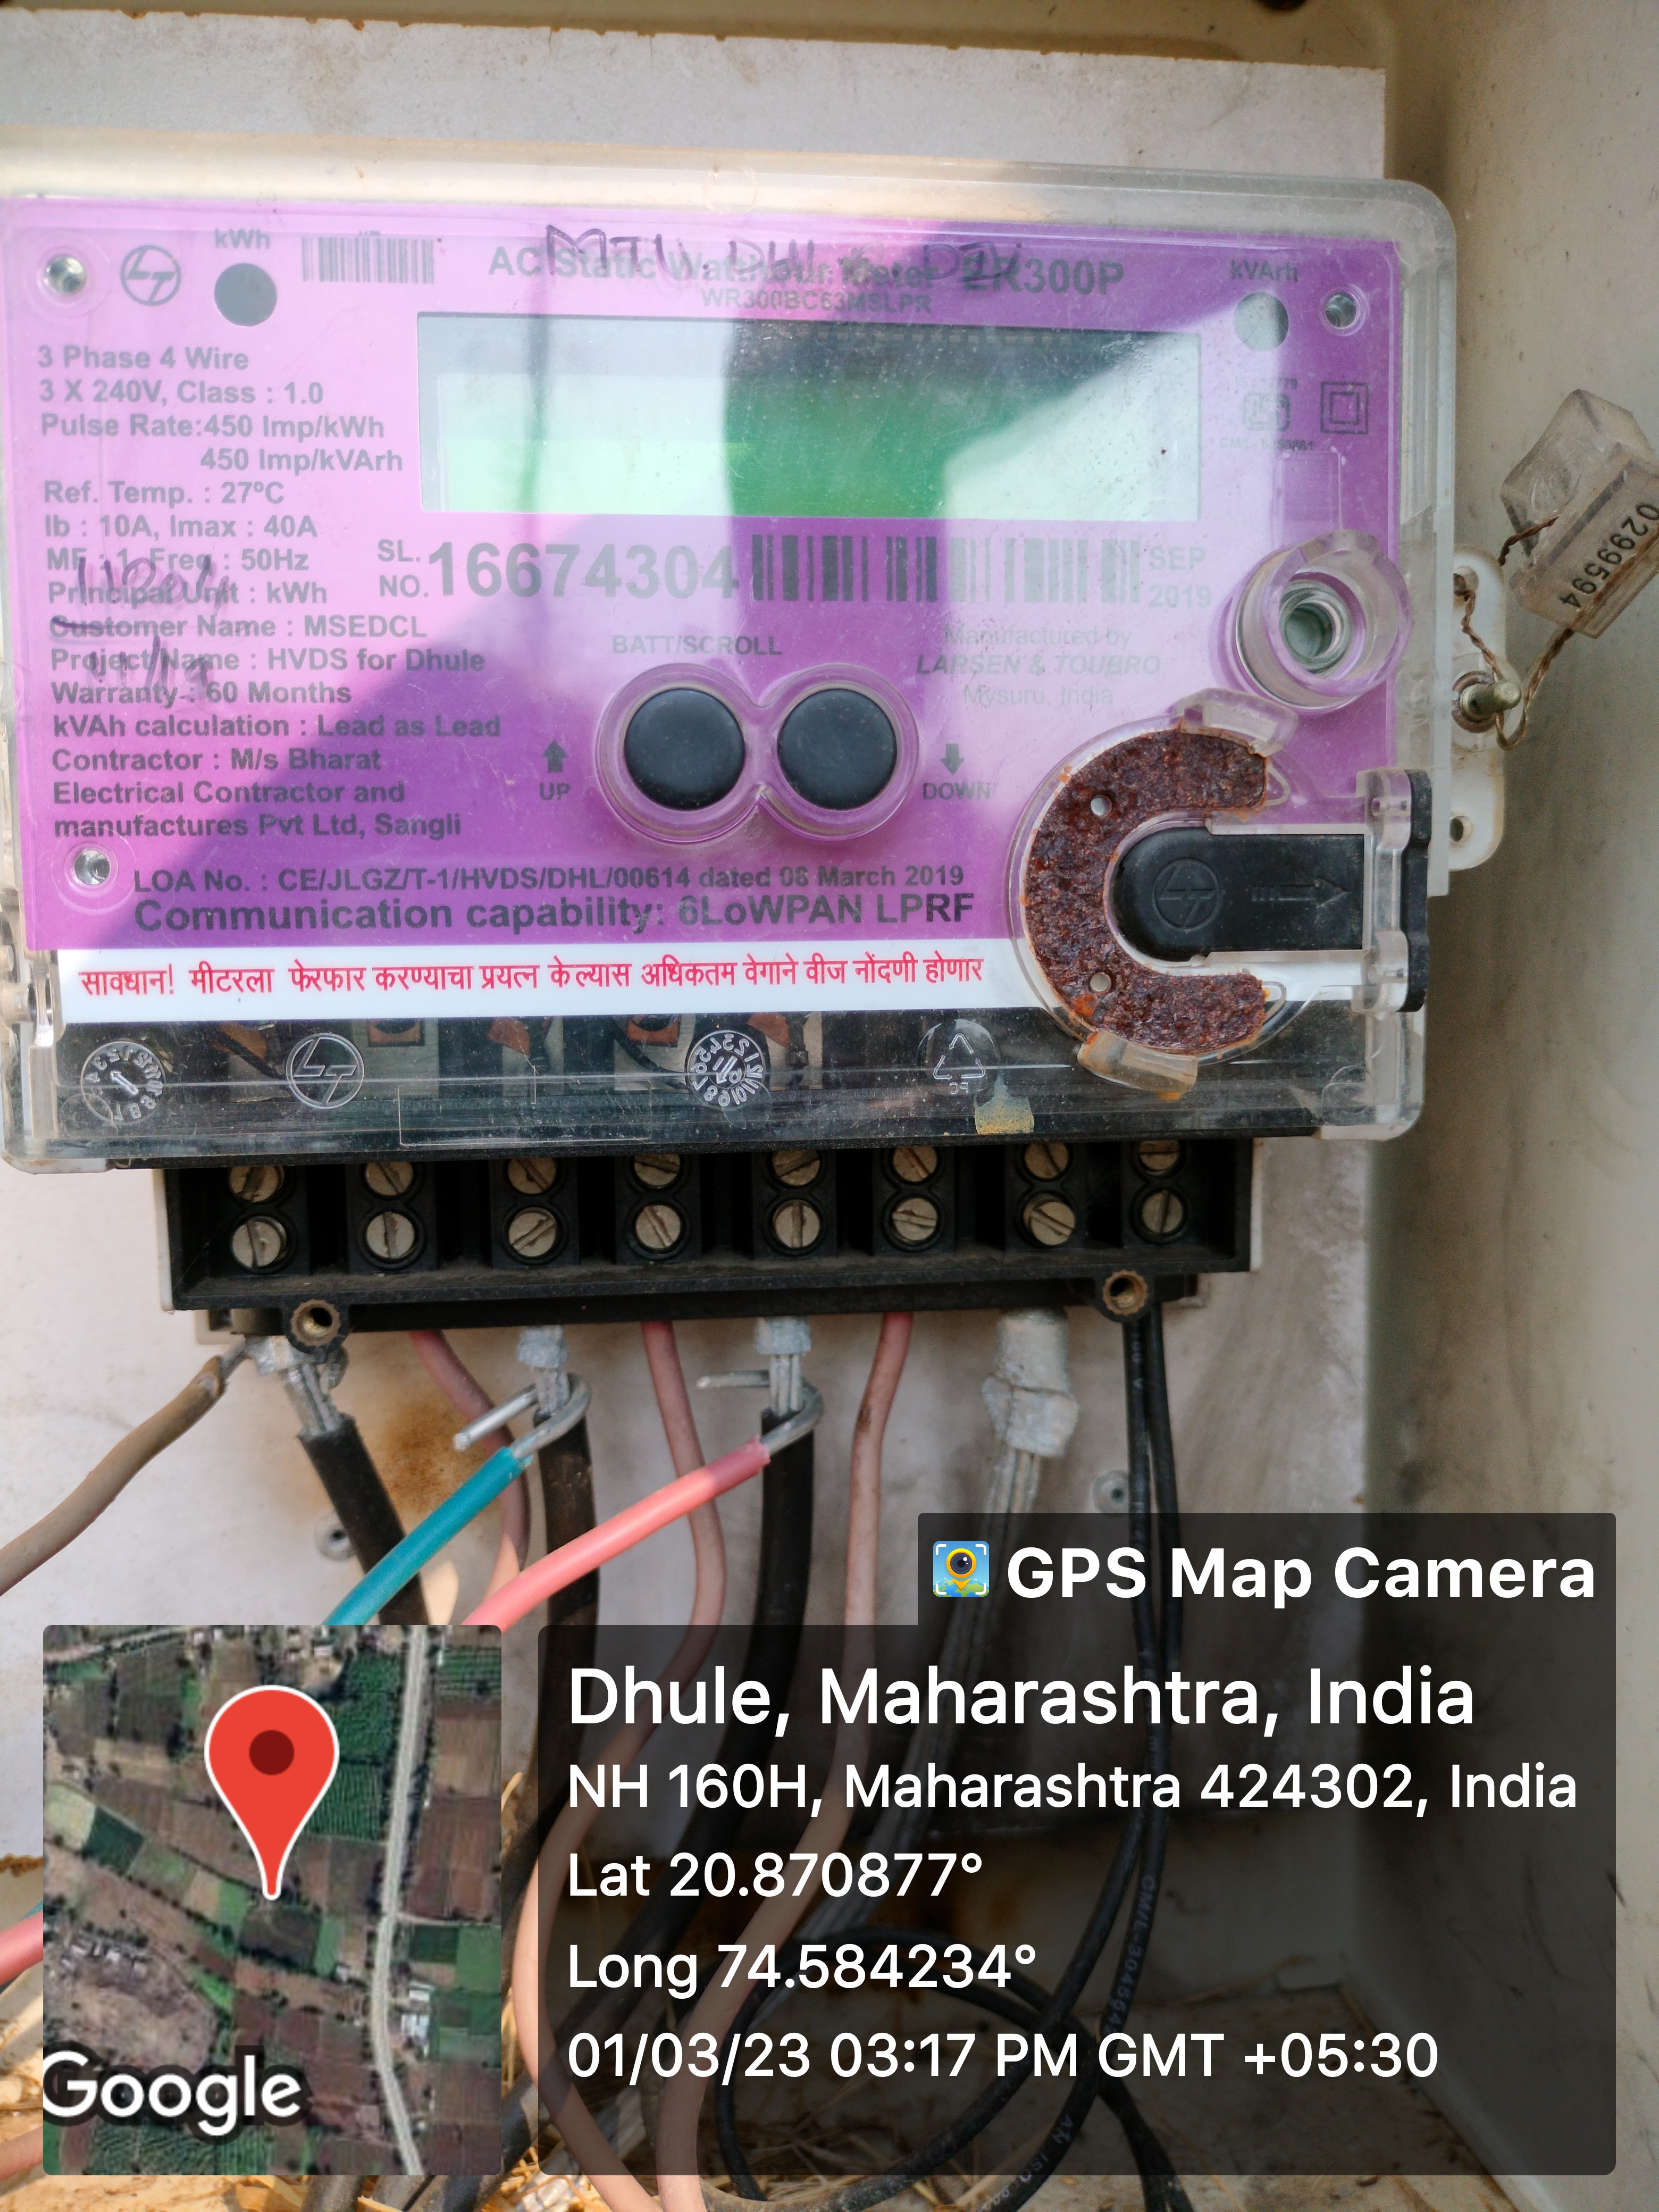 kWh
AC Static Watthour Meter ER300P
WR300BC63MSLPR
kVArh
3 Phase 4 Wire
3 X 240V, Class : 1.0
Pulse Rate:450 Imp/kWh
450 Imp/kVArh
Ref. Temp. : 27ºC
Ib : 10A, Imax : 40A
MF : 1, Freq : 50Hz
Principal Unit : kWh
Customer Name : MSEDCL
Project Name : HVDS for Dhule
Warranty : 60 Months
kVAh calculation : Lead as Lead
Contractor : M/s Bharat
Electrical Contractor and
manufactures Pvt Ltd, Sangli
SL. NO. 16674304
SEP
2019
BATT/SCROLL
UP
DOWN
Manufactured by
LARSEN & TOUBRO
Mysuru, India
LOA No. : CE/JLGZ/T-1/HVDS/DHL/00614 dated 08 March 2019
Communication capability: 6LoWPAN LPRF
सावधान! मीटरला फेरफार करण्याचा प्रयत्न केल्यास अधिकतम वेगाने वीज नोंदणी होणार
0299594
GPS Map Camera
Dhule, Maharashtra, India
NH 160H, Maharashtra 424302, India
Lat 20.870877°
Long 74.584234°
01/03/23 03:17 PM GMT +05:30
Google